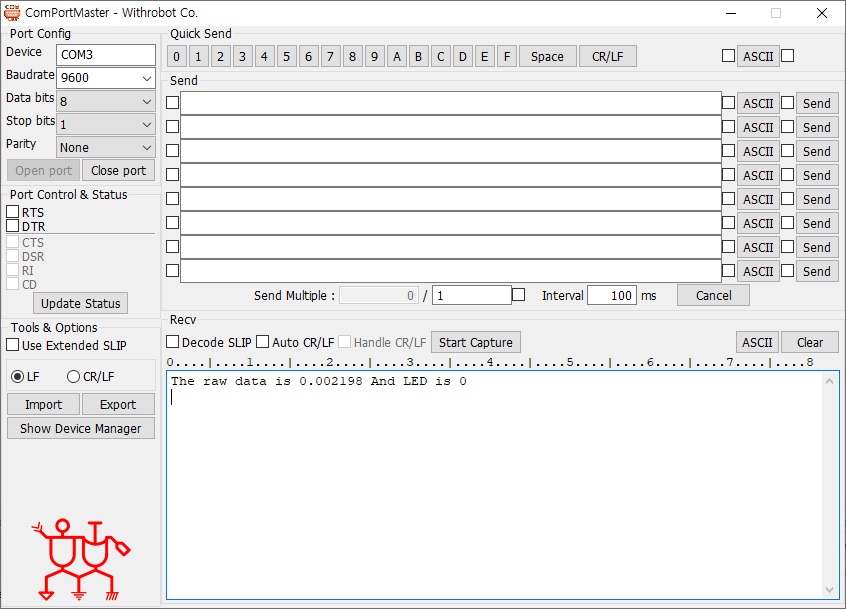 ComPortMaster - Withrobot Co.
Port Config
Device COM3
Baudrate 9600
Data bits 8
Stop bits 1
Parity None
Open port Close port
Port Control & Status
RTS
DTR
CTS
DSR
RI
CD
Update Status
Tools & Options
Use Extended SLIP
LF CR/LF
Import Export
Show Device Manager
Quick Send
0 1 2 3 4 5 6 7 8 9 A B C D E F Space CR/LF ASCII
Send
ASCII Send
ASCII Send
ASCII Send
ASCII Send
ASCII Send
ASCII Send
ASCII Send
ASCII Send
Send Multiple : 0 / 1 Interval 100 ms Cancel
Recv
Decode SLIP Auto CR/LF Handle CR/LF Start Capture ASCII Clear
0....|....1....|....2....|....3....|....4....|....5....|....6....|....7....|....8
The raw data is 0.002198 And LED is 0